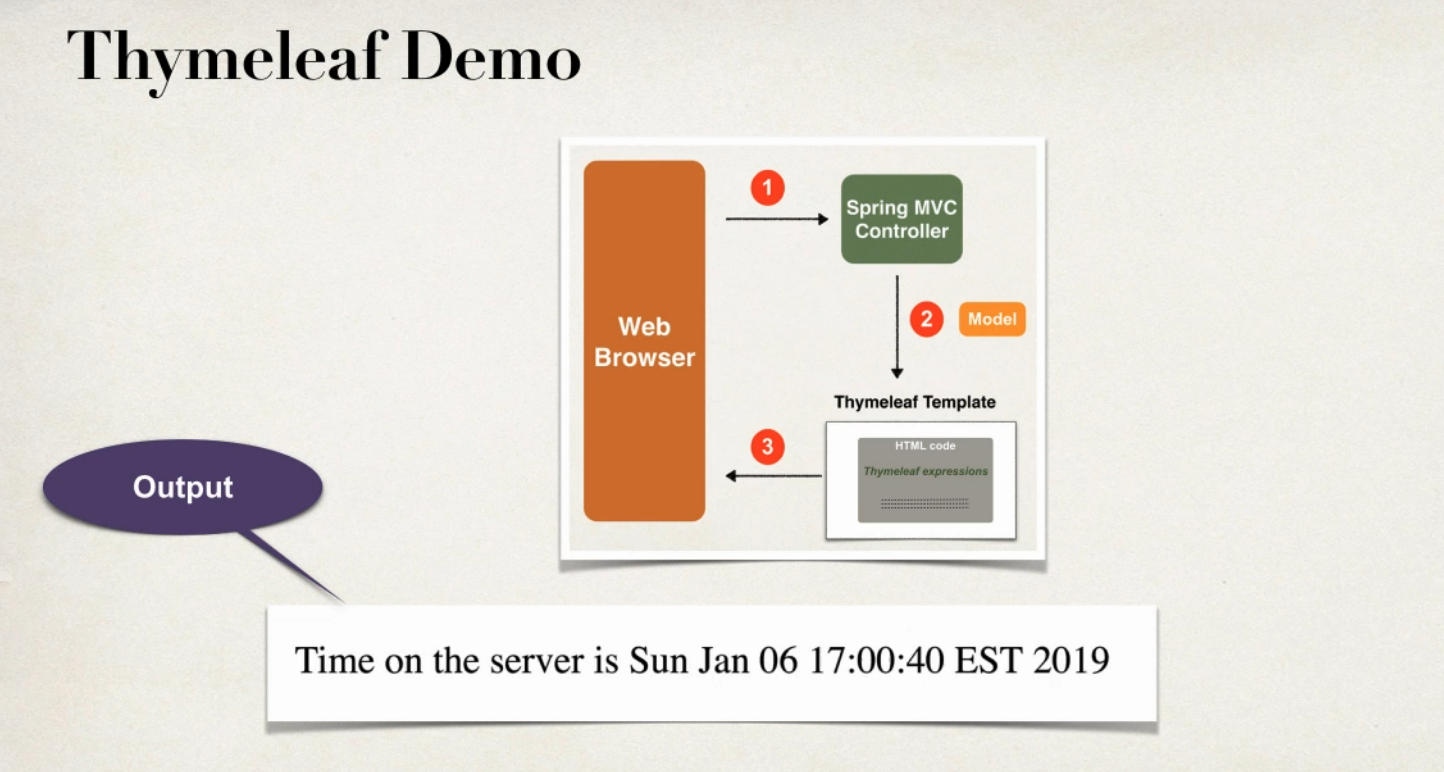 Thymeleaf Demo
1
Spring MVC
Controller
Web
Browser
2
Model
Thymeleaf Template
HTML code
Thymeleaf expressions
3
Output
Time on the server is Sun Jan 06 17:00:40 EST 2019